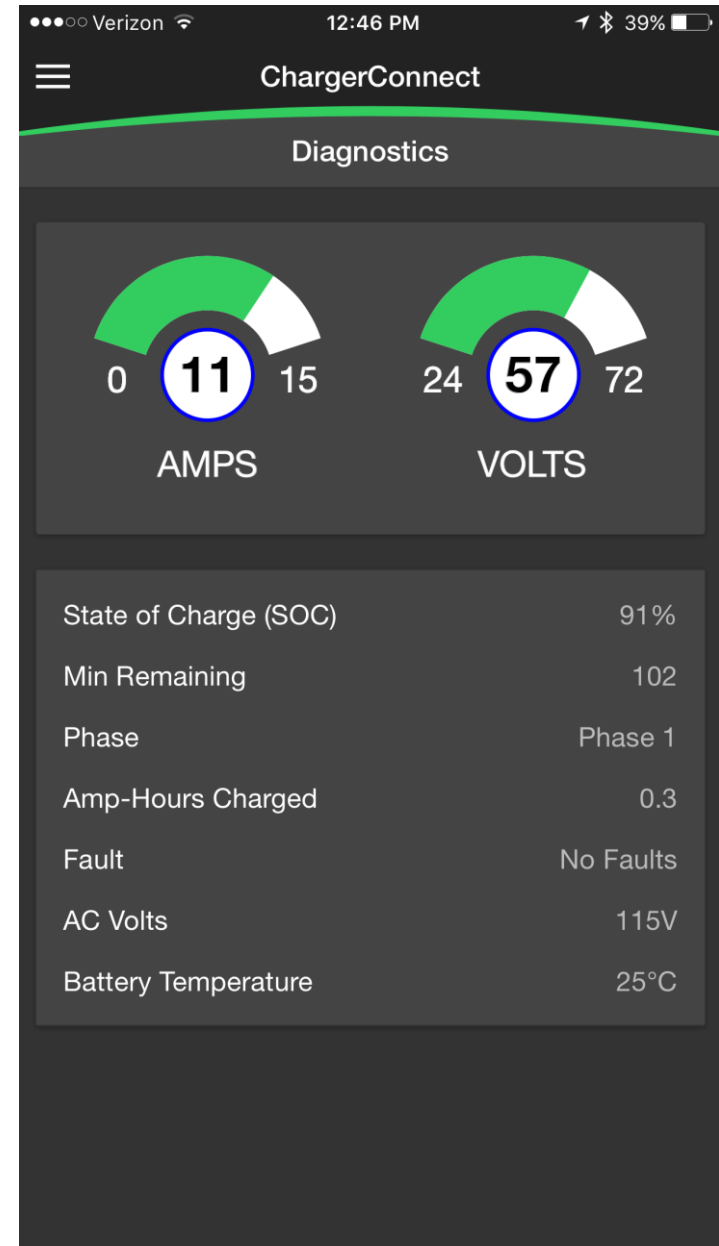 Verizon 12:46 PM 39%
ChargerConnect
Diagnostics
0 11 15 24 57 72
AMPS VOLTS
State of Charge (SOC) 91%
Min Remaining 102
Phase Phase 1
Amp-Hours Charged 0.3
Fault No Faults
AC Volts 115V
Battery Temperature 25°C